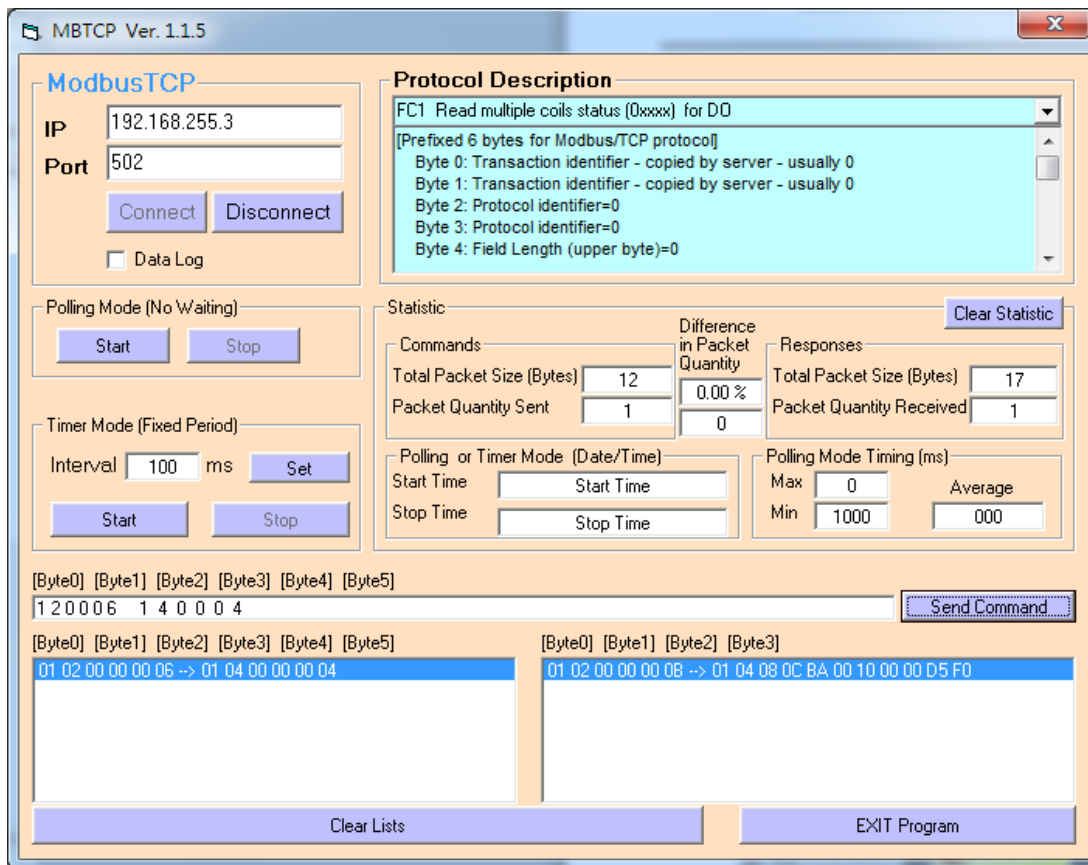 MBTCP Ver. 1.1.5
ModbusTCP
IP 192.168.255.3
Port 502
Connect Disconnect
Data Log
Protocol Description
FC1 Read multiple coils status (0xxxx) for DO
[Prefixed 6 bytes for Modbus/TCP protocol]
Byte 0: Transaction identifier - copied by server - usually 0
Byte 1: Transaction identifier - copied by server - usually 0
Byte 2: Protocol identifier=0
Byte 3: Protocol identifier=0
Byte 4: Field Length (upper byte)=0
Polling Mode (No Waiting)
Start Stop
Timer Mode (Fixed Period)
Interval 100 ms Set
Start Stop
Statistic
Clear Statistic
Commands
Total Packet Size (Bytes) 12
Packet Quantity Sent 1
Difference
in Packet
Quantity
0.00 %
0
Responses
Total Packet Size (Bytes) 17
Packet Quantity Received 1
Polling or Timer Mode (Date/Time)
Start Time Start Time
Stop Time Stop Time
Polling Mode Timing (ms)
Max 0 Average
Min 1000 000
[Byte0] [Byte1] [Byte2] [Byte3] [Byte4] [Byte5]
1 2 0 0 0 6 1 4 0 0 0 4
Send Command
[Byte0] [Byte1] [Byte2] [Byte3] [Byte4] [Byte5]
01 02 00 00 00 06 --> 01 04 00 00 00 04
[Byte0] [Byte1] [Byte2] [Byte3]
01 02 00 00 00 0B --> 01 04 08 0C BA 00 10 00 00 D5 F0
Clear Lists
EXIT Program